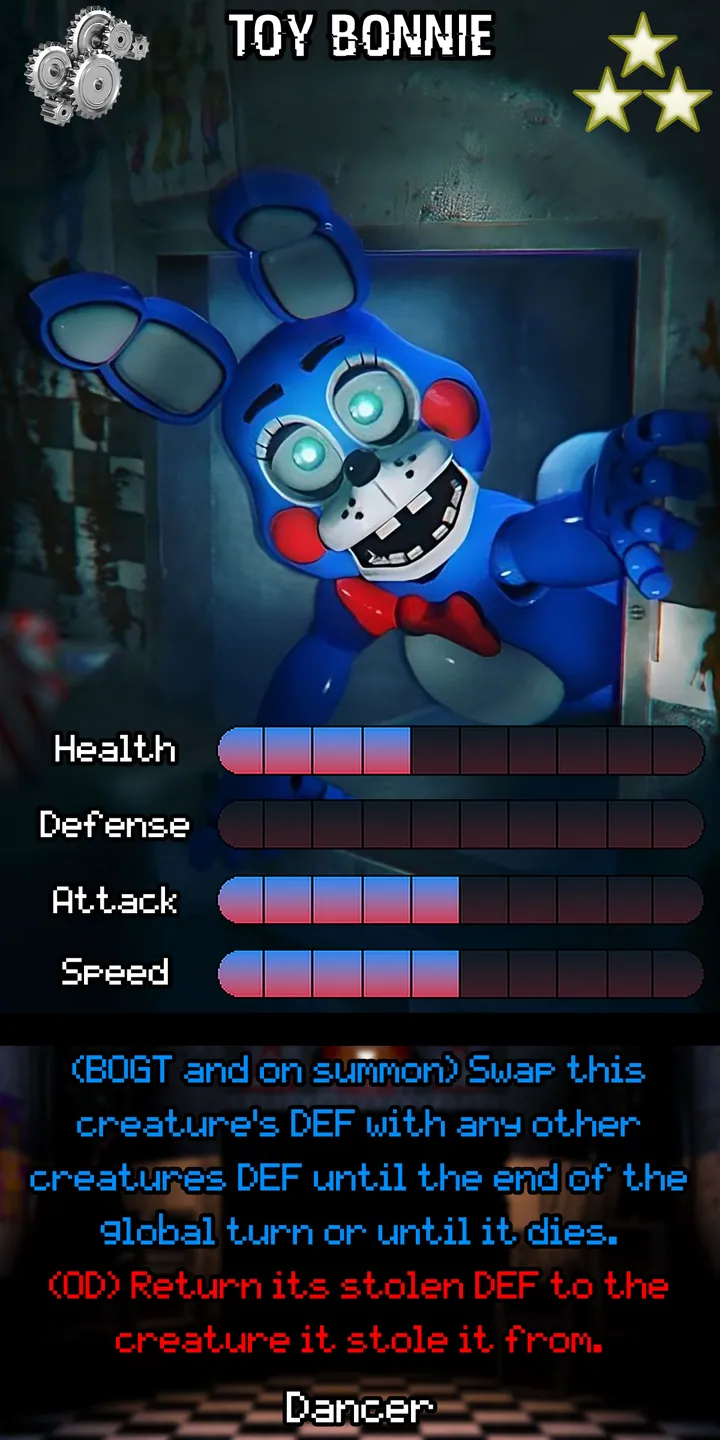 TOY BONNIE
Health
Defense
Attack
Speed
(BOGT and on summon) Swap this
creature's DEF with any other
creatures DEF until the end of the
global turn or until it dies.
(OD) Return its stolen DEF to the
creature it stole it from.
Dancer